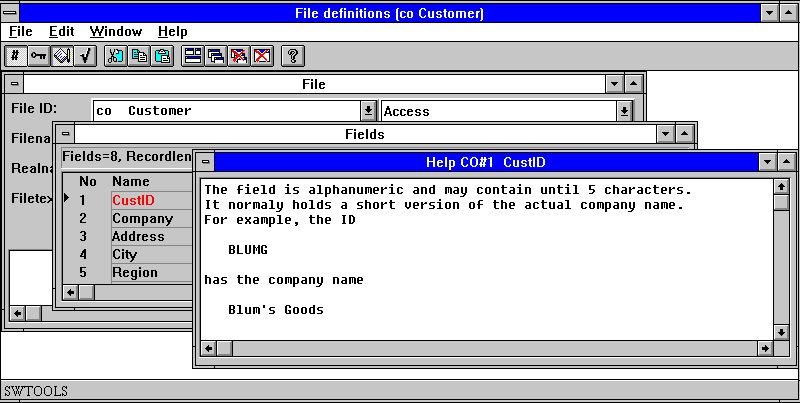 File definitions (co Customer)
File Edit Window Help
# √ ?
File
File ID: co Customer Access
Filena
Fields
Realna
Fields=8, Recordlen
Help CO#1 CustID
No Name
1 CustID
2 Company
3 Address
4 City
5 Region
Filetex
The field is alphanumeric and may contain until 5 characters.
It normaly holds a short version of the actual company name.
For example, the ID
BLUMG
has the company name
Blum's Goods
SWTOOLS